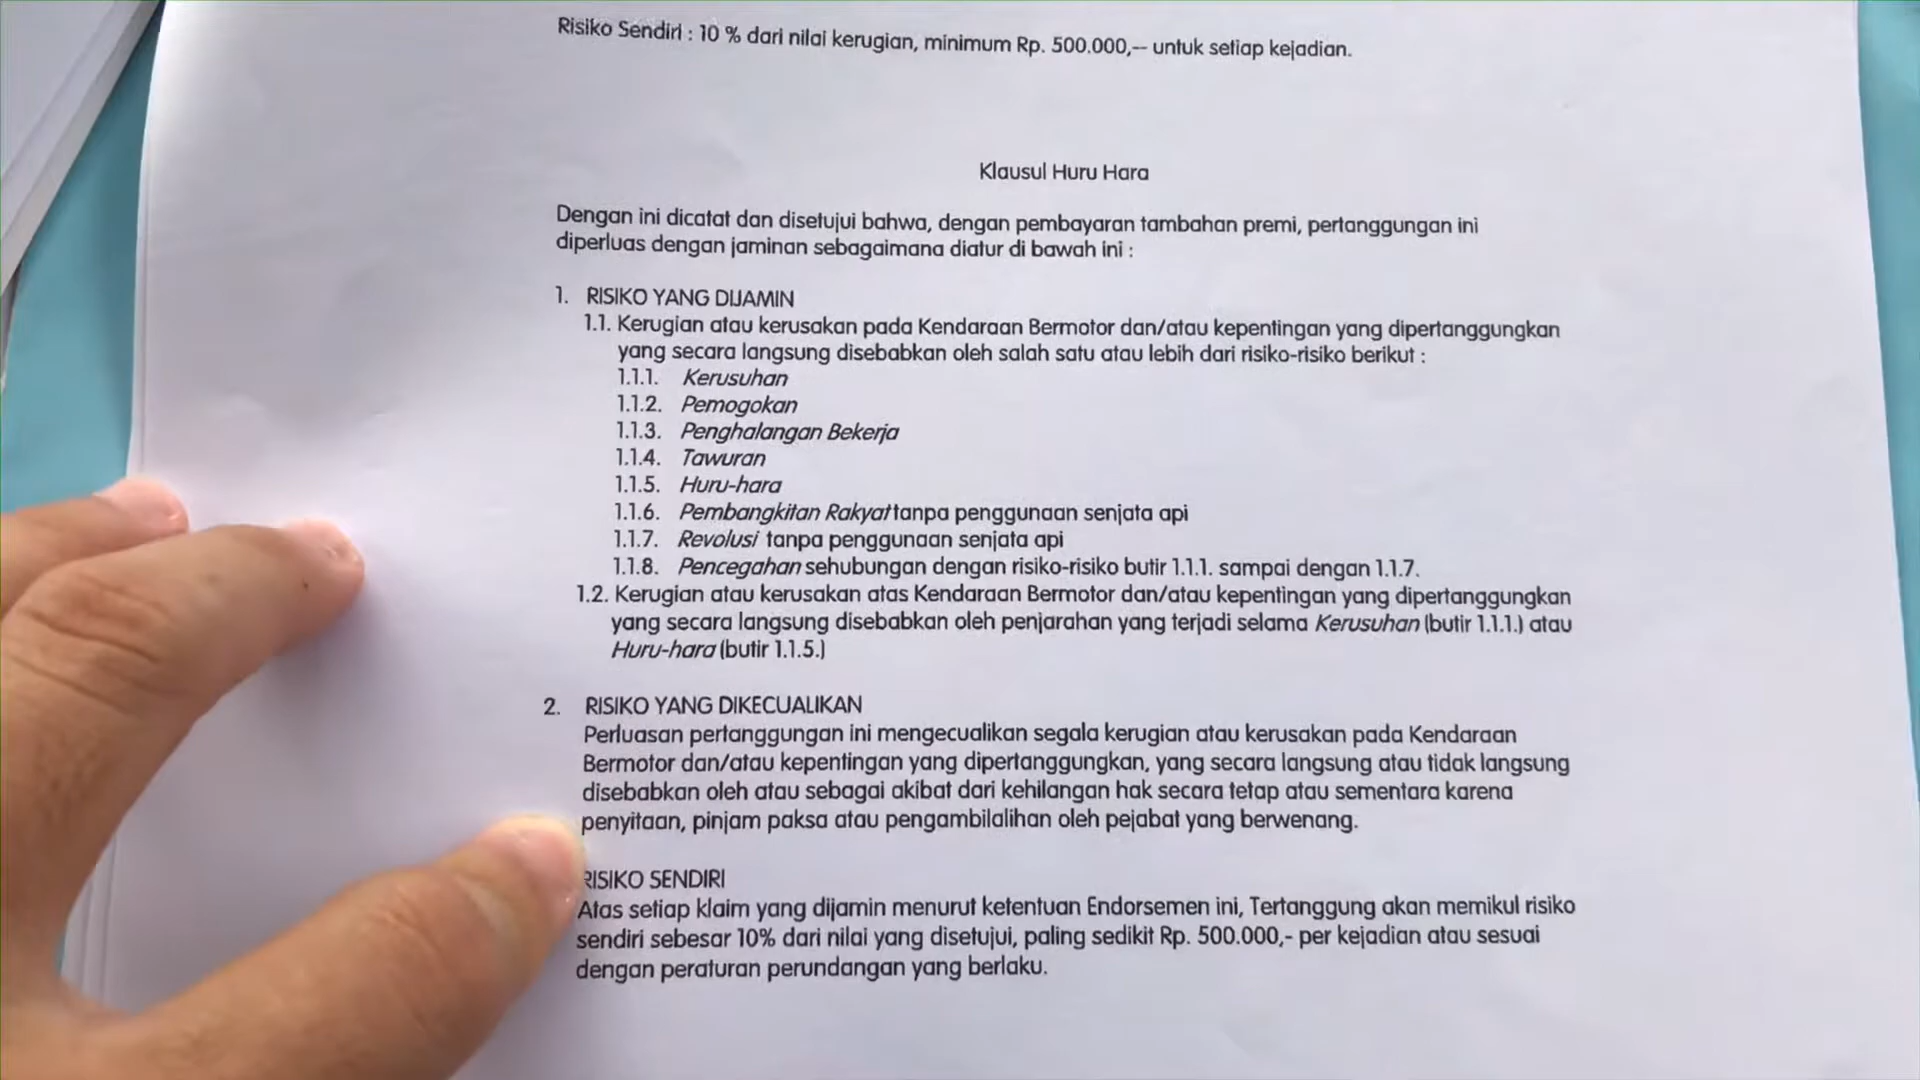 Risiko Sendiri : 10 % dari nilai kerugian, minimum Rp. 500.000,-- untuk setiap kejadian.
Klausul Huru Hara
Dengan ini dicatat dan disetujui bahwa, dengan pembayaran tambahan premi, pertanggungan ini
diperluas dengan jaminan sebagaimana diatur di bawah ini :
1. RISIKO YANG DIJAMIN
1.1. Kerugian atau kerusakan pada Kendaraan Bermotor dan/atau kepentingan yang dipertanggungkan
yang secara langsung disebabkan oleh salah satu atau lebih dari risiko-risiko berikut :
1.1.1. Kerusuhan
1.1.2. Pemogokan
1.1.3. Penghalangan Bekerja
1.1.4. Tawuran
1.1.5. Huru-hara
1.1.6. Pembangkitan Rakyat tanpa penggunaan senjata api
1.1.7. Revolusi tanpa penggunaan senjata api
1.1.8. Pencegahan sehubungan dengan risiko-risiko butir 1.1.1. sampai dengan 1.1.7.
1.2. Kerugian atau kerusakan atas Kendaraan Bermotor dan/atau kepentingan yang dipertanggungkan
yang secara langsung disebabkan oleh penjarahan yang terjadi selama Kerusuhan (butir 1.1.1.) atau
Huru-hara (butir 1.1.5.)
2. RISIKO YANG DIKECUALIKAN
Perluasan pertanggungan ini mengecualikan segala kerugian atau kerusakan pada Kendaraan
Bermotor dan/atau kepentingan yang dipertanggungkan, yang secara langsung atau tidak langsung
disebabkan oleh atau sebagai akibat dari kehilangan hak secara tetap atau sementara karena
penyitaan, pinjam paksa atau pengambilalihan oleh pejabat yang berwenang.
RISIKO SENDIRI
Atas setiap klaim yang dijamin menurut ketentuan Endorsemen ini, Tertanggung akan memikul risiko
sendiri sebesar 10% dari nilai yang disetujui, paling sedikit Rp. 500.000,- per kejadian atau sesuai
dengan peraturan perundangan yang berlaku.